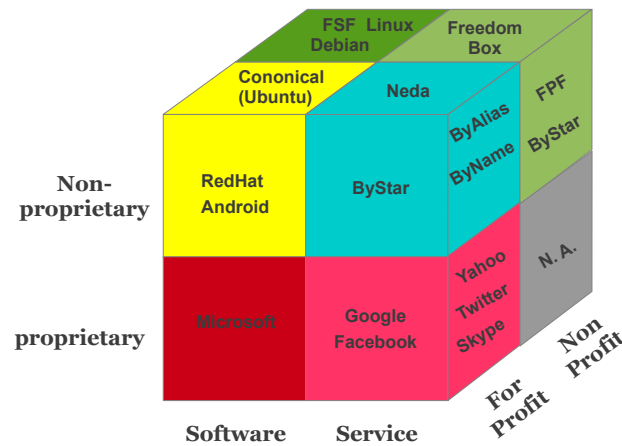 FSF Linux
Debian
Freedom
Box
Cononical
(Ubuntu)
Neda
FPF
ByStar
ByAlias
ByName
Non-
proprietary
RedHat
Android
ByStar
Yahoo
Twitter
Skype
N. A.
proprietary
Microsoft
Google
Facebook
For
Profit
Non
Profit
Software
Service